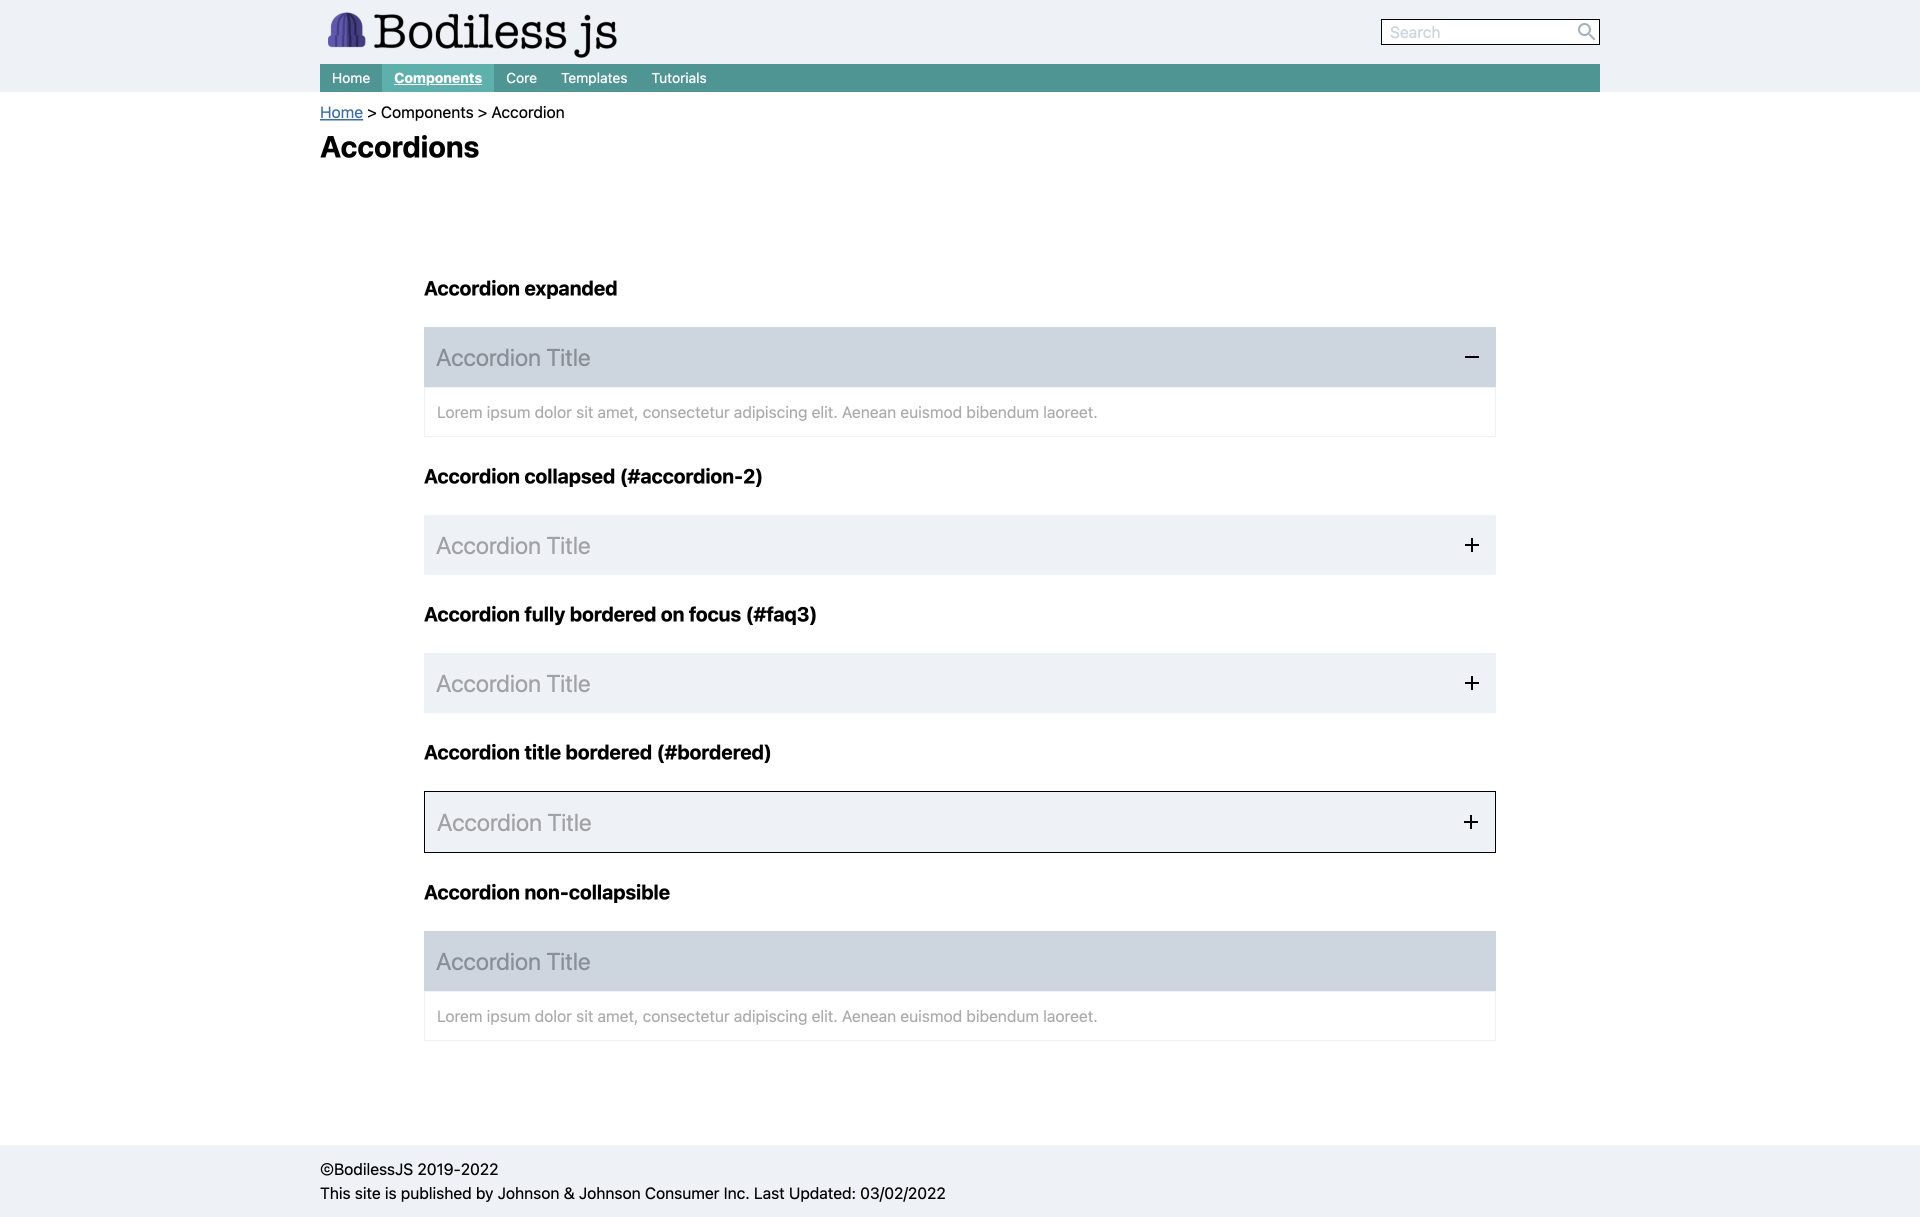 Bodiless js
Search
Home Components Core Templates Tutorials
Home > Components > Accordion
Accordions
Accordion expanded
Accordion Title
Lorem ipsum dolor sit amet, consectetur adipiscing elit. Aenean euismod bibendum laoreet.
Accordion collapsed (#accordion-2)
Accordion Title
Accordion fully bordered on focus (#faq3)
Accordion Title
Accordion title bordered (#bordered)
Accordion Title
Accordion non-collapsible
Accordion Title
Lorem ipsum dolor sit amet, consectetur adipiscing elit. Aenean euismod bibendum laoreet.
©BodilessJS 2019-2022
This site is published by Johnson & Johnson Consumer Inc. Last Updated: 03/02/2022